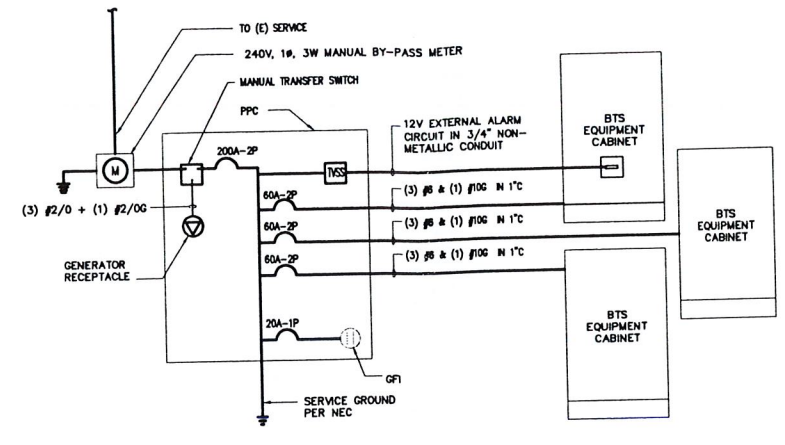 TO (E) SERVICE
240V, 1Ø, 3W MANUAL BY-PASS METER
MANUAL TRANSFER SWITCH
PPC
200A-2P
M
TVSS
12V EXTERNAL ALARM
CIRCUIT IN 3/4" NON-
METALLIC CONDUIT
BTS
EQUIPMENT
CABINET
(3) #2/0 + (1) #2/0G
60A-2P
(3) #6 & (1) #10G IN 1"C
60A-2P
(3) #6 & (1) #10G IN 1"C
BTS
EQUIPMENT
CABINET
60A-2P
(3) #6 & (1) #10G IN 1"C
GENERATOR
RECEPTACLE
20A-1P
BTS
EQUIPMENT
CABINET
GFI
SERVICE GROUND
PER NEC